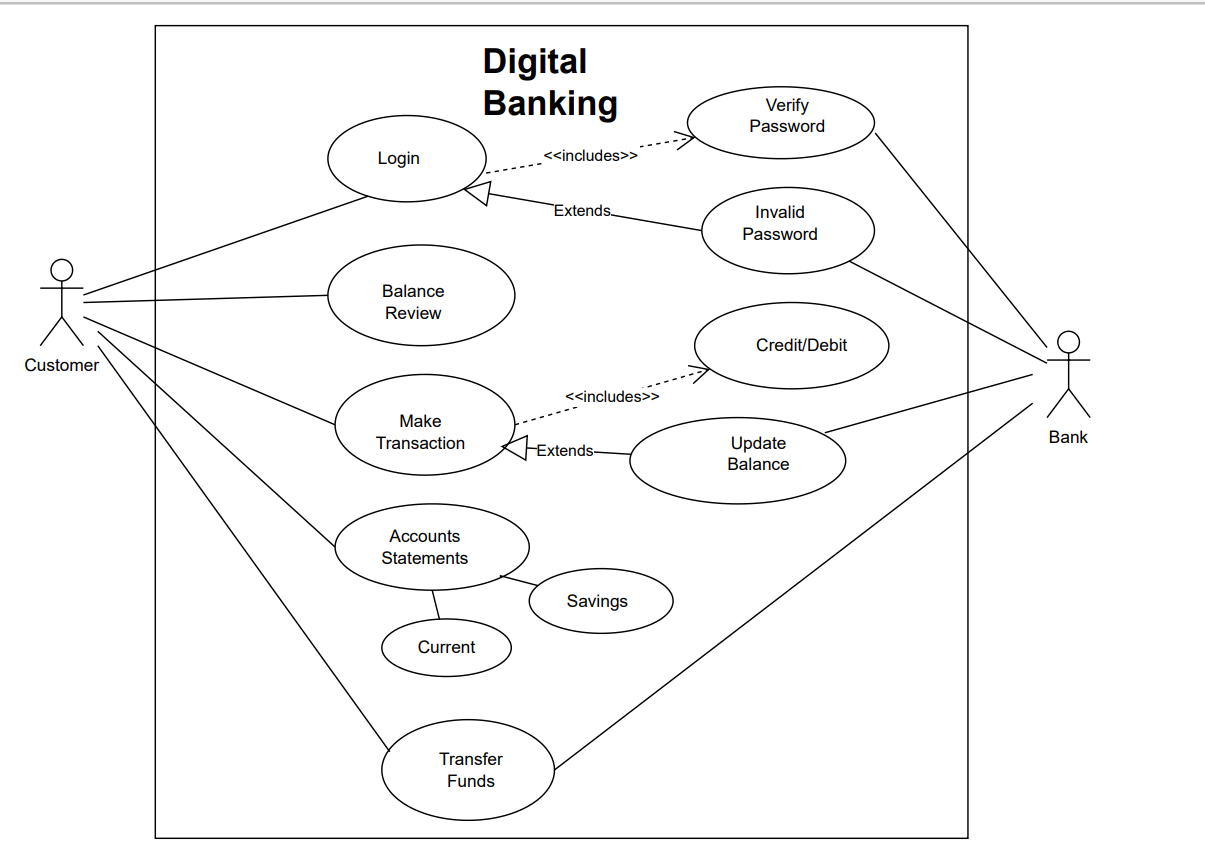 Digital
Banking
Verify
Password
Login
<<includes>>
Invalid
Password
Extends
Balance
Review
Customer
Credit/Debit
<<includes>>
Make
Transaction
Extends
Update
Balance
Bank
Accounts
Statements
Savings
Current
Transfer
Funds